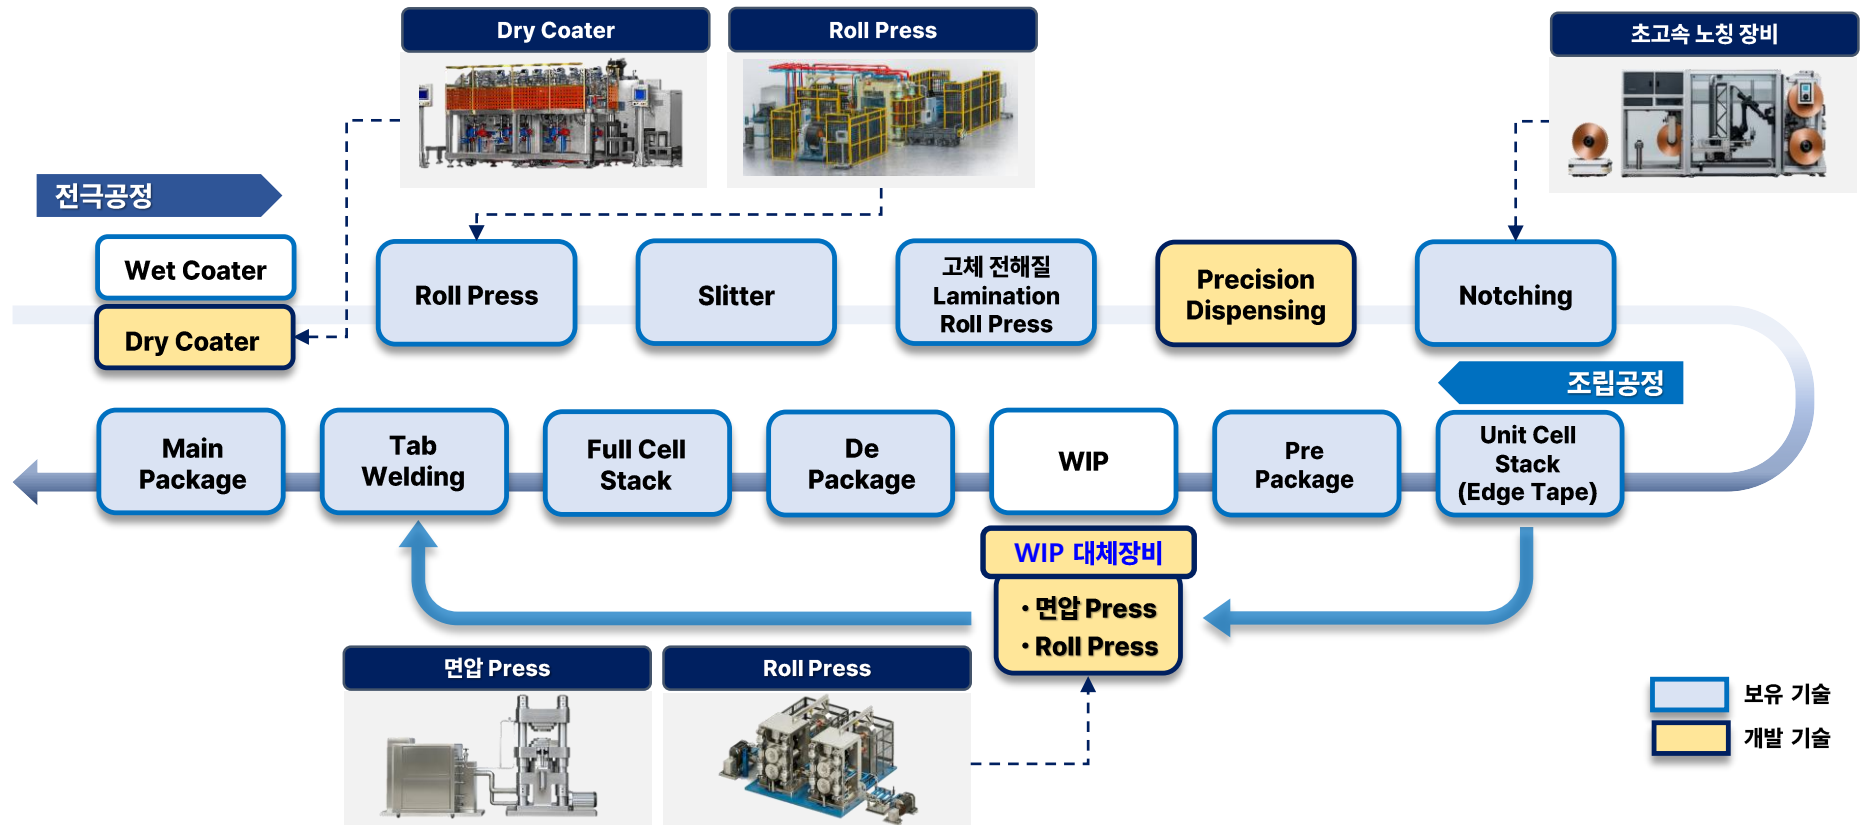 Dry Coater
Roll Press
초고속 노칭 장비
전극공정
Wet Coater
Dry Coater
Roll Press
Slitter
고체 전해질
Lamination
Roll Press
Precision
Dispensing
Notching
조립공정
Main
Package
Tab
Welding
Full Cell
Stack
De
Package
WIP
Pre
Package
Unit Cell
Stack
(Edge Tape)
WIP 대체장비
· 면압 Press
· Roll Press
면압 Press
Roll Press
보유 기술
개발 기술